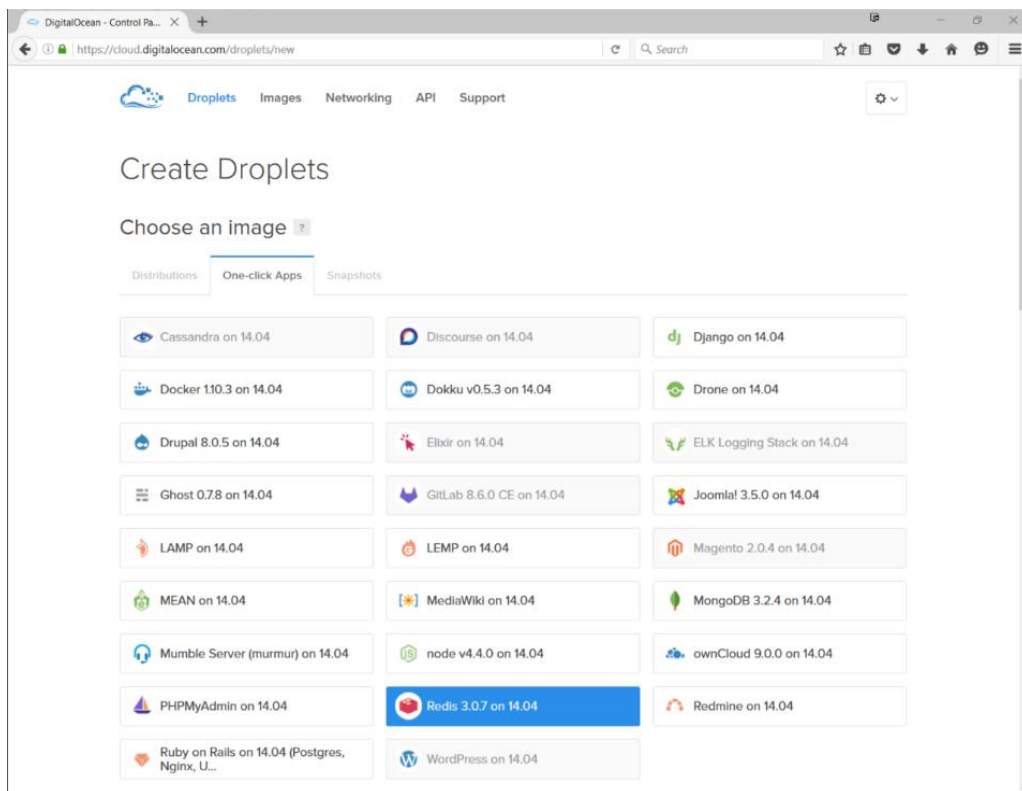 DigitalOcean - Control Pa...
https://cloud.digitalocean.com/droplets/new
Search
Droplets Images Networking API Support
Create Droplets
Choose an image ?
Distributions One-click Apps Snapshots
Cassandra on 14.04 Discourse on 14.04 Django on 14.04
Docker 1.10.3 on 14.04 Dokku v0.5.3 on 14.04 Drone on 14.04
Drupal 8.0.5 on 14.04 Elixir on 14.04 ELK Logging Stack on 14.04
Ghost 0.7.8 on 14.04 GitLab 8.6.0 CE on 14.04 Joomla! 3.5.0 on 14.04
LAMP on 14.04 LEMP on 14.04 Magento 2.0.4 on 14.04
MEAN on 14.04 MediaWiki on 14.04 MongoDB 3.2.4 on 14.04
Mumble Server (murmur) on 14.04 node v4.4.0 on 14.04 ownCloud 9.0.0 on 14.04
PHPMyAdmin on 14.04 Redis 3.0.7 on 14.04 Redmine on 14.04
Ruby on Rails on 14.04 (Postgres,
Nginx, U... WordPress on 14.04